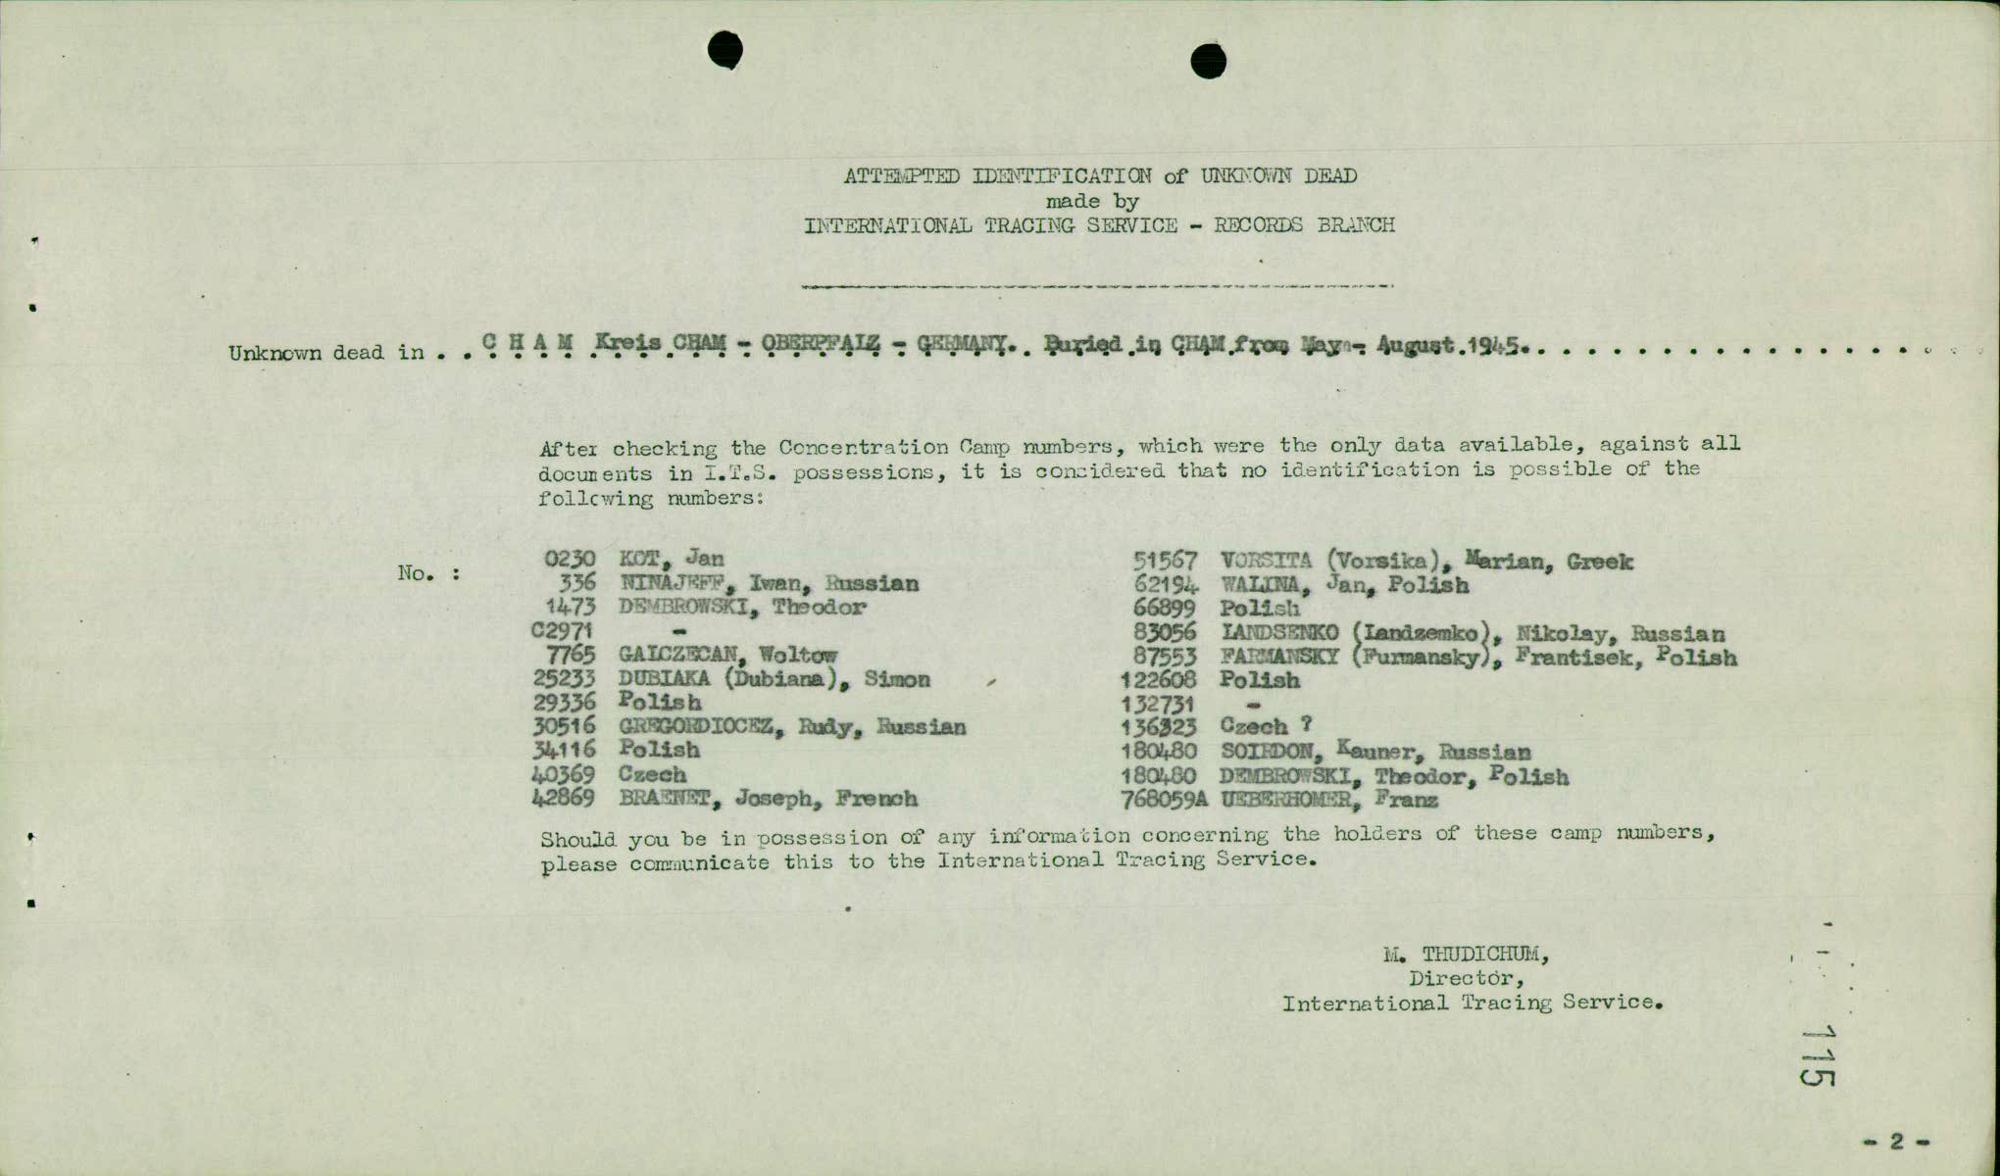 ATTEMPTED IDENTIFICATION of UNKNOWN DEAD
made by
INTERNATIONAL TRACING SERVICE - RECORDS BRANCH
Unknown dead in . . C H A M Kreis CHAM - OBERPFALZ - GERMANY. Buried in CHAM from May - August 1945.
After checking the Concentration Camp numbers, which were the only data available, against all
documents in I.T.S. possessions, it is concidered that no identification is possible of the
following numbers:
No. :
0230 KOT, Jan
336 NINAJEFF, Iwan, Russian
1473 DEMBROWSKI, Theodor
C2971 -
7765 GALCZECAN, Woltow
25233 DUBIAKA (Dubiana), Simon
29336 Polish
30516 GREGORDIOCEZ, Rudy, Russian
34116 Polish
40369 Czech
42869 BRAENET, Joseph, French
51567 VORSITA (Vorsika), Marian, Greek
62194 WALINA, Jan, Polish
66899 Polish
83056 LANDSENKO (Landzemko), Nikolay, Russian
87553 FARMANSKY (Furmansky), Frantisek, Polish
122608 Polish
132731 -
136323 Czech ?
180480 SOIEDON, Kauner, Russian
180480 DEMBROWSKI, Theodor, Polish
768059A UEBERHOMER, Franz
Should you be in possession of any information concerning the holders of these camp numbers,
please communicate this to the International Tracing Service.
M. THUDICHUM,
Director,
International Tracing Service.
115
- 2 -